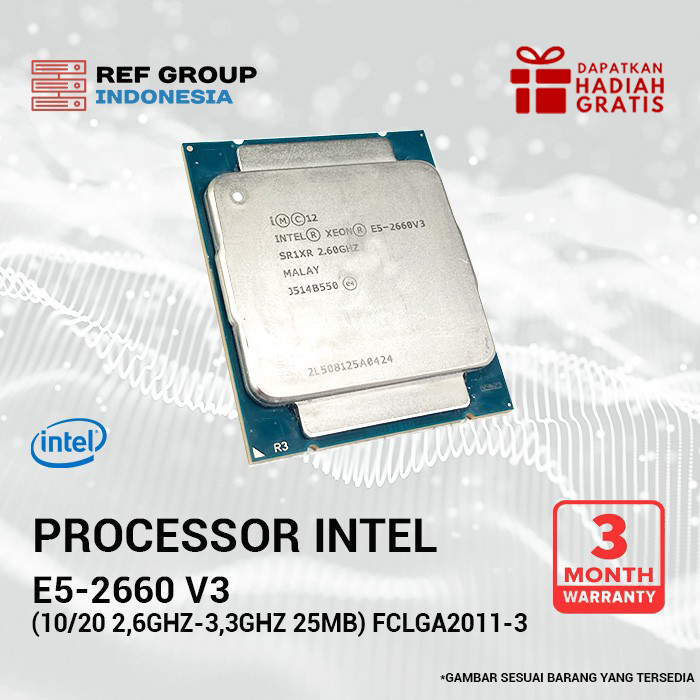 REF GROUP
INDONESIA
DAPATKAN
HADIAH
GRATIS
i Ⓜ Ⓒ 12
INTEL® XEON® E5-2660V3
SR1XR 2.60GHZ
MALAY
J514B550 e4
2L508125A0424
R3
intel
PROCESSOR INTEL
E5-2660 V3
(10/20 2,6GHZ-3,3GHZ 25MB) FCLGA2011-3
3
MONTH
WARRANTY
*GAMBAR SESUAI BARANG YANG TERSEDIA